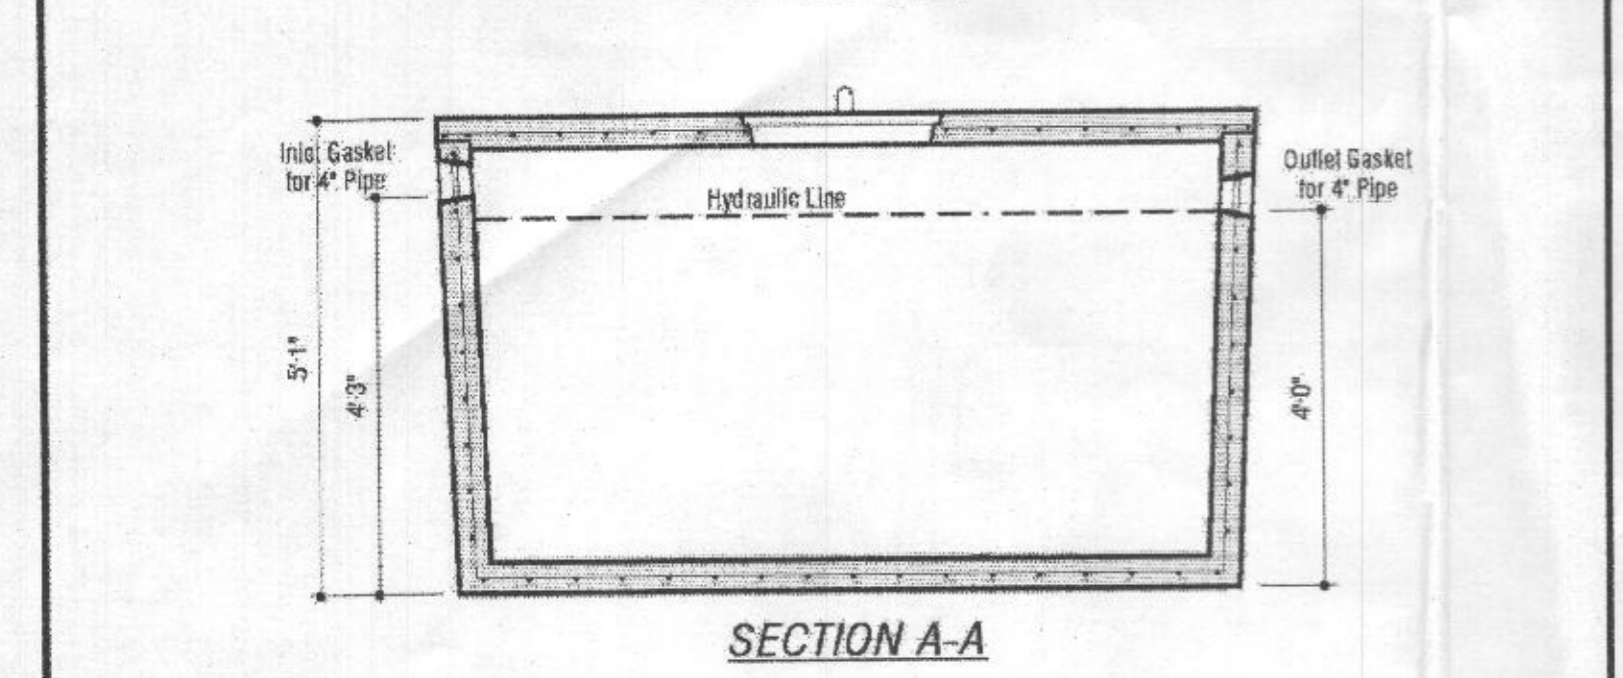 Inlet Gasket
for 4" Pipe
Hydraulic Line
Outlet Gasket
for 4" Pipe
5'-1"
4'-3"
4'-0"
SECTION A-A